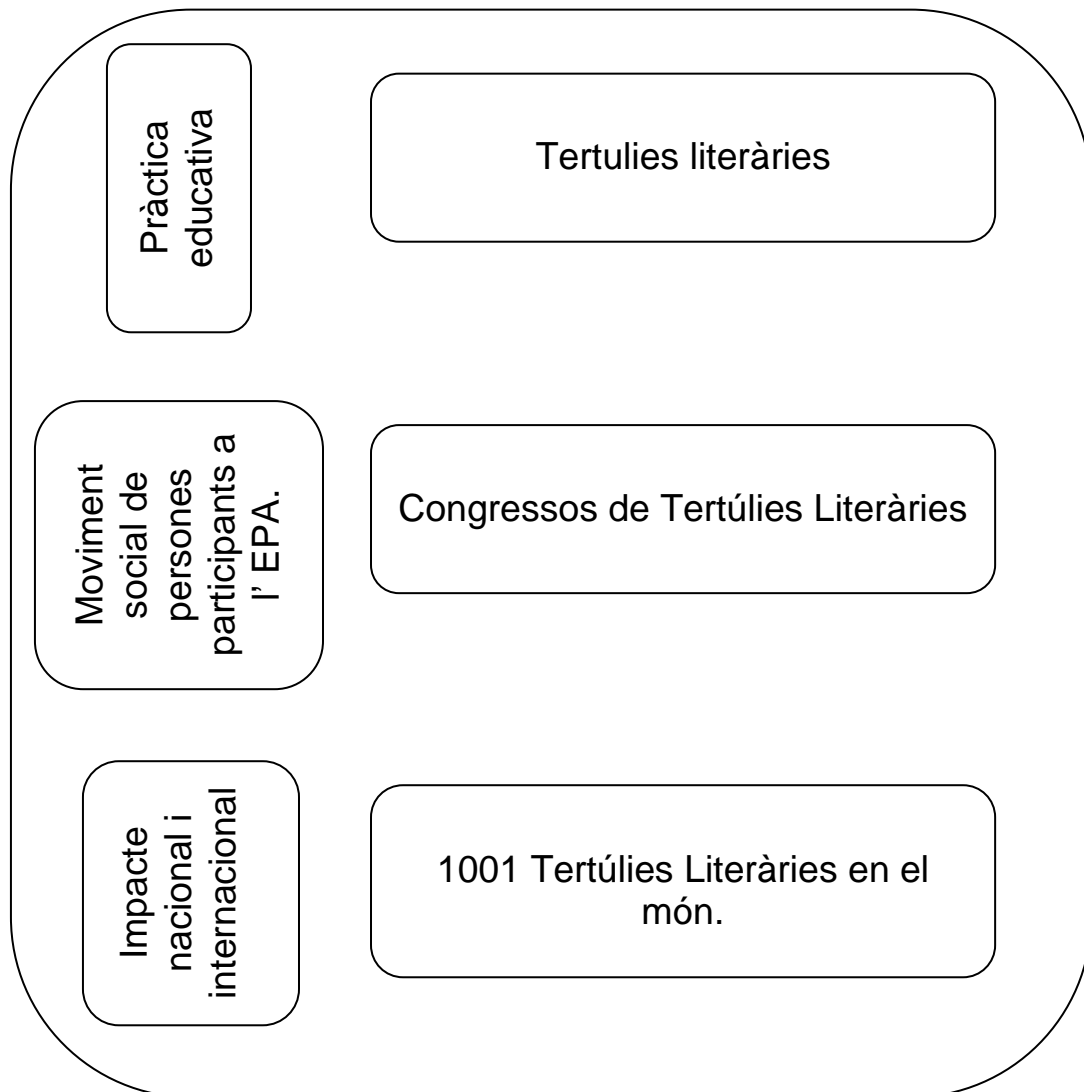 Pràctica
educativa
Tertulies literàries
Moviment
social de
persones
participants a
l’ EPA.
Congressos de Tertúlies Literàries
Impacte
nacional i
internacional
1001 Tertúlies Literàries en el
món.